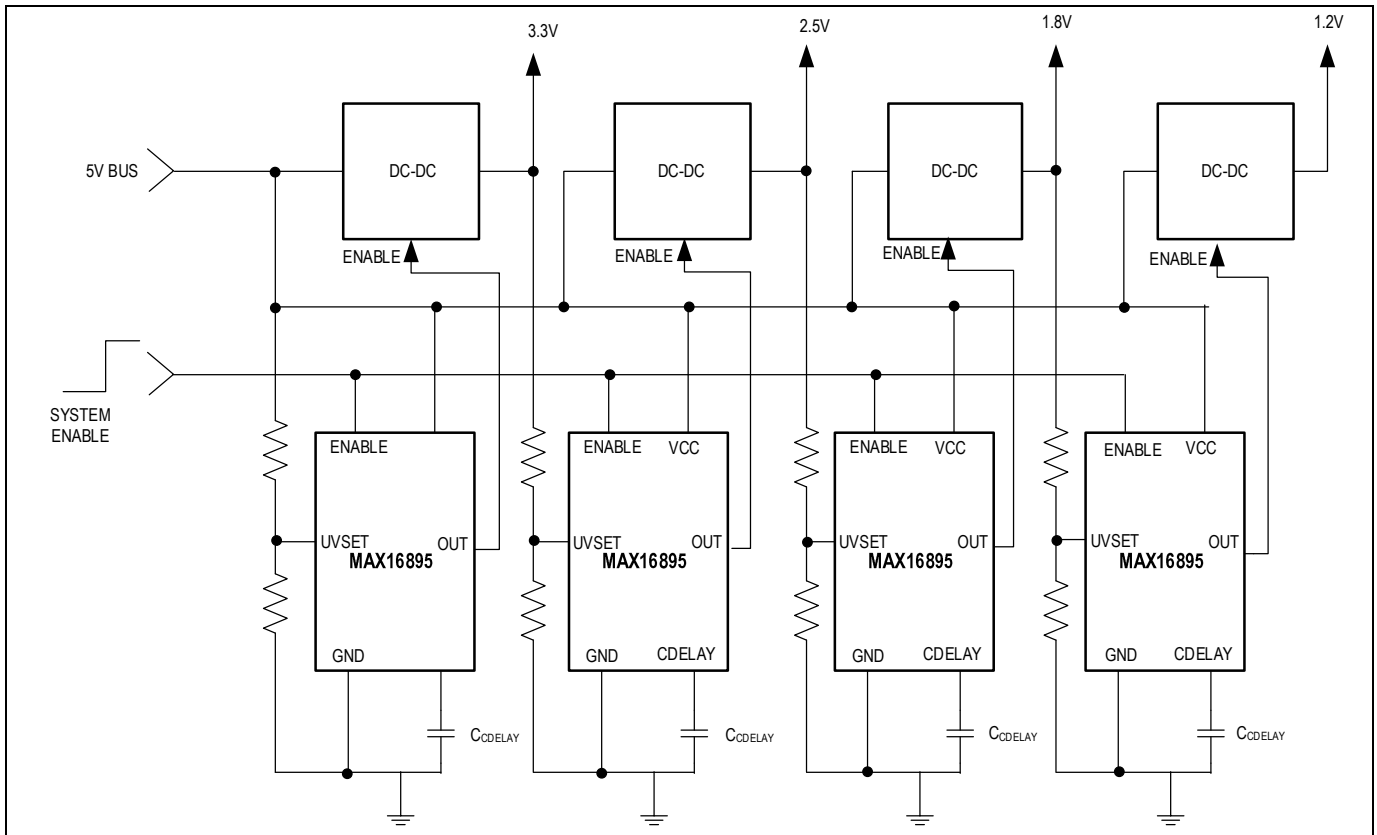 3.3V
2.5V
1.8V
1.2V
5V BUS
DC-DC
DC-DC
DC-DC
DC-DC
ENABLE
ENABLE
ENABLE
ENABLE
SYSTEM
ENABLE
ENABLE
ENABLE
VCC
ENABLE
VCC
ENABLE
VCC
UVSET
OUT
MAX16895
UVSET
OUT
MAX16895
UVSET
OUT
MAX16895
UVSET
OUT
MAX16895
GND
GND
CDELAY
GND
CDELAY
GND
CDELAY
CCDELAY
CCDELAY
CCDELAY
CCDELAY